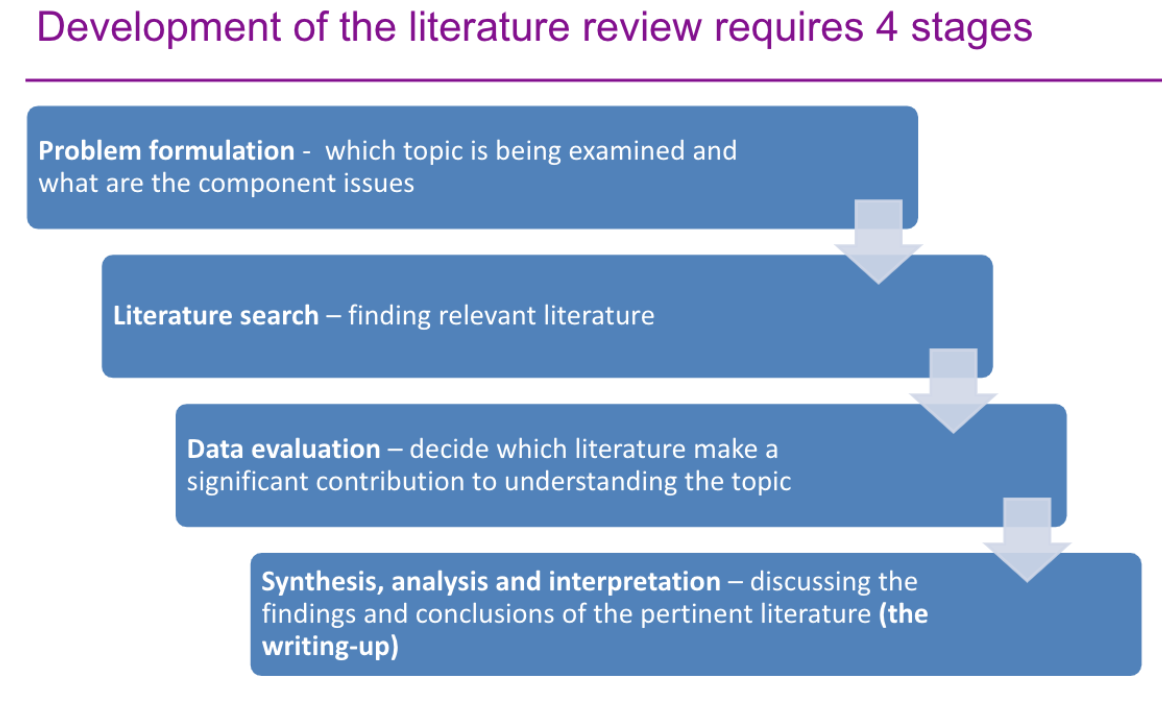 Development of the literature review requires 4 stages
Problem formulation -  which topic is being examined and
what are the component issues
Literature search – finding relevant literature
Data evaluation – decide which literature make a
significant contribution to understanding the topic
Synthesis, analysis and interpretation – discussing the
findings and conclusions of the pertinent literature (the
writing-up)